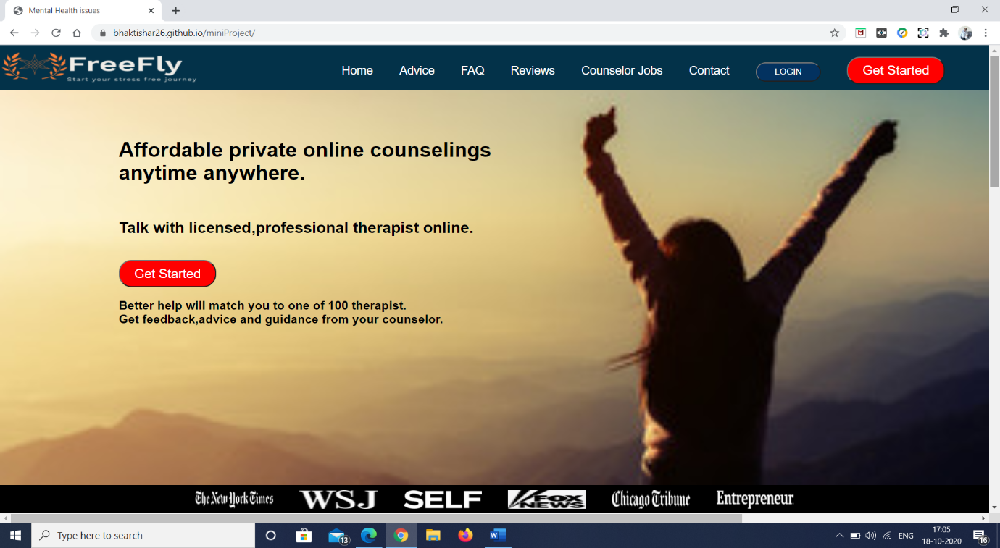 Mental Health issues
bhaktishar26.github.io/miniProject/
FreeFly
Start your stress free journey
Home Advice FAQ Reviews Counselor Jobs Contact LOGIN Get Started
Affordable private online counselings
anytime anywhere.
Talk with licensed,professional therapist online.
Get Started
Better help will match you to one of 100 therapist.
Get feedback,advice and guidance from your counselor.
The New York Times WSJ SELF FOX NEWS Chicago Tribune Entrepreneur
Type here to search
13
ENG
17:05
18-10-2020
16